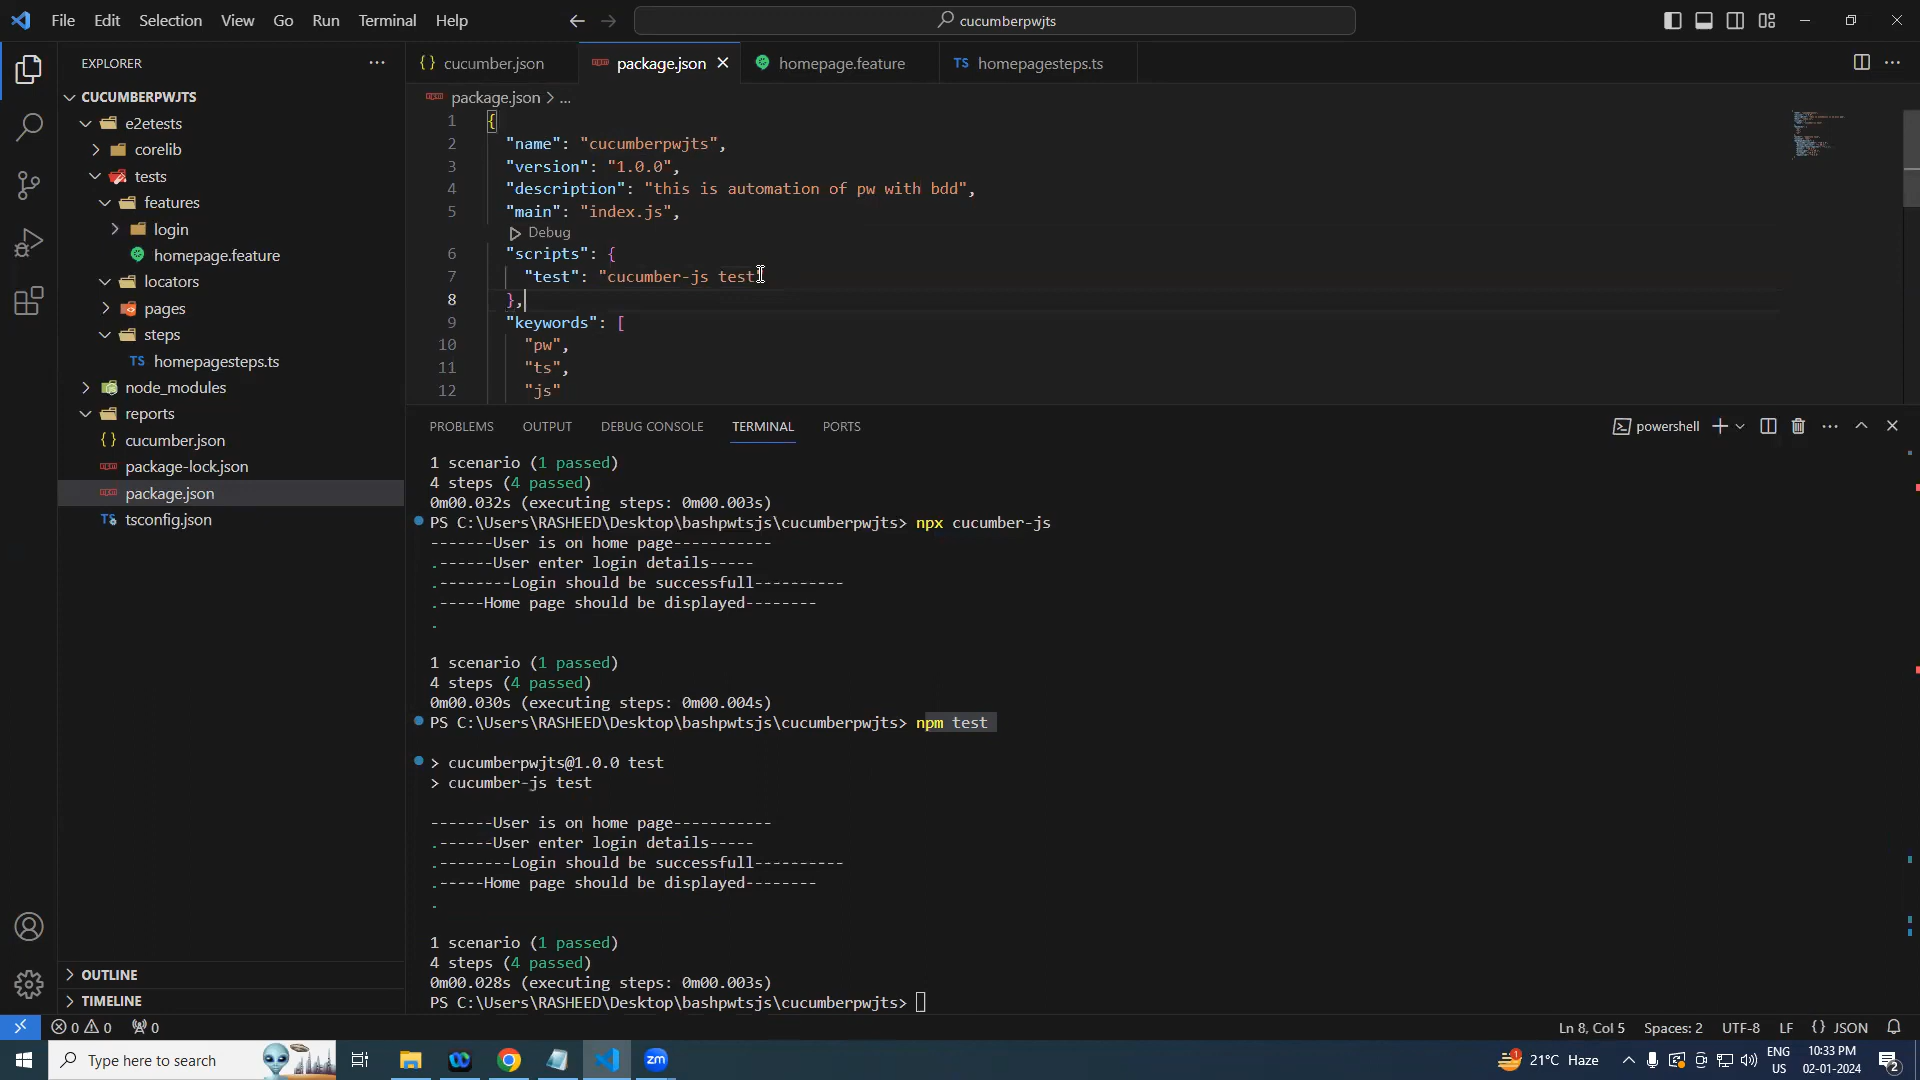 File Edit Selection View Go Run Terminal Help
cucumberpwjts
EXPLORER
CUCUMBERPWJTS
e2etests
corelib
tests
features
login
homepage.feature
locators
pages
steps
TS homepagesteps.ts
node_modules
reports
{} cucumber.json
package-lock.json
package.json
TS tsconfig.json
OUTLINE
TIMELINE
{} cucumber.json package.json homepage.feature TS homepagesteps.ts
package.json > ...
1 {
2 "name": "cucumberpwjts",
3 "version": "1.0.0",
4 "description": "this is automation of pw with bdd",
5 "main": "index.js",
Debug
6 "scripts": {
7 "test": "cucumber-js test"
8 },
9 "keywords": [
10 "pw",
11 "ts",
12 "js"
PROBLEMS OUTPUT DEBUG CONSOLE TERMINAL PORTS
powershell
1 scenario (1 passed)
4 steps (4 passed)
0m00.032s (executing steps: 0m00.003s)
PS C:\Users\RASHEED\Desktop\bashpwtsjs\cucumberpwjts> npx cucumber-js
-------User is on home page-----------
.------User enter login details-----
.--------Login should be successfull----------
.-----Home page should be displayed--------
.
1 scenario (1 passed)
4 steps (4 passed)
0m00.030s (executing steps: 0m00.004s)
PS C:\Users\RASHEED\Desktop\bashpwtsjs\cucumberpwjts> npm test
> cucumberpwjts@1.0.0 test
> cucumber-js test
-------User is on home page-----------
.------User enter login details-----
.--------Login should be successfull----------
.-----Home page should be displayed--------
.
1 scenario (1 passed)
4 steps (4 passed)
0m00.028s (executing steps: 0m00.003s)
PS C:\Users\RASHEED\Desktop\bashpwtsjs\cucumberpwjts>
0 0 0
Ln 8, Col 5 Spaces: 2 UTF-8 LF {} JSON
Type here to search
zm
1
21°C Haze
ENG
US
10:33 PM
02-01-2024
2